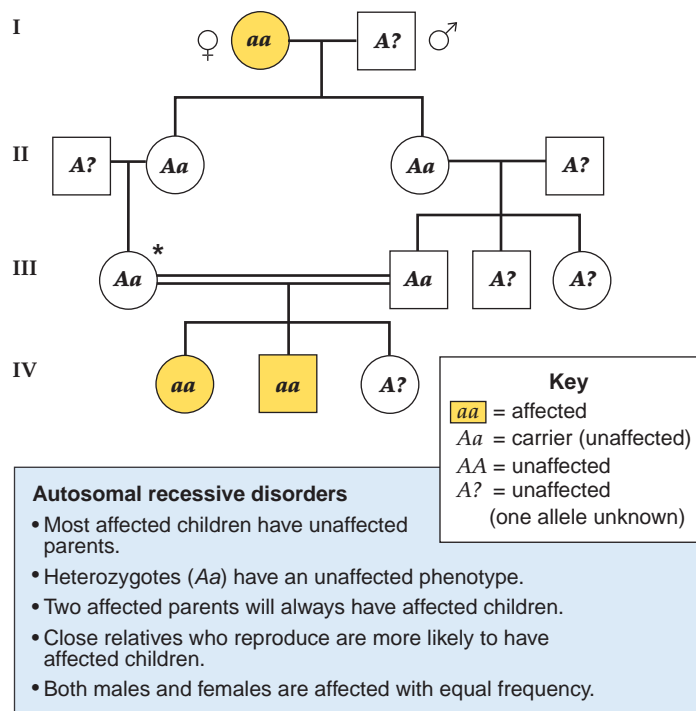 I
♀ aa A? ♂
II
A? Aa Aa A?
III
Aa * Aa A? A?
IV
aa aa A?
Key
aa = affected
Aa = carrier (unaffected)
AA = unaffected
A? = unaffected
(one allele unknown)
Autosomal recessive disorders
• Most affected children have unaffected
parents.
• Heterozygotes (Aa) have an unaffected phenotype.
• Two affected parents will always have affected children.
• Close relatives who reproduce are more likely to have
affected children.
• Both males and females are affected with equal frequency.